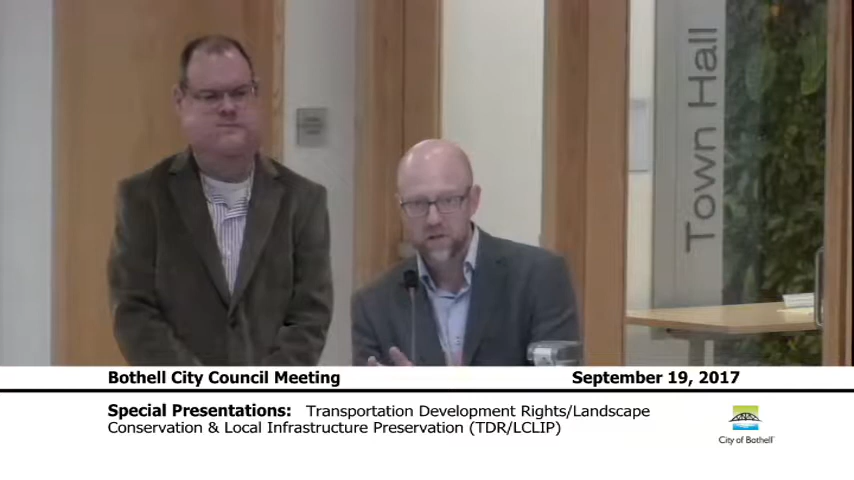 Town Hall
Bothell City Council Meeting
September 19, 2017
Special Presentations: Transportation Development Rights/Landscape
Conservation & Local Infrastructure Preservation (TDR/LCLIP)
City of Bothell